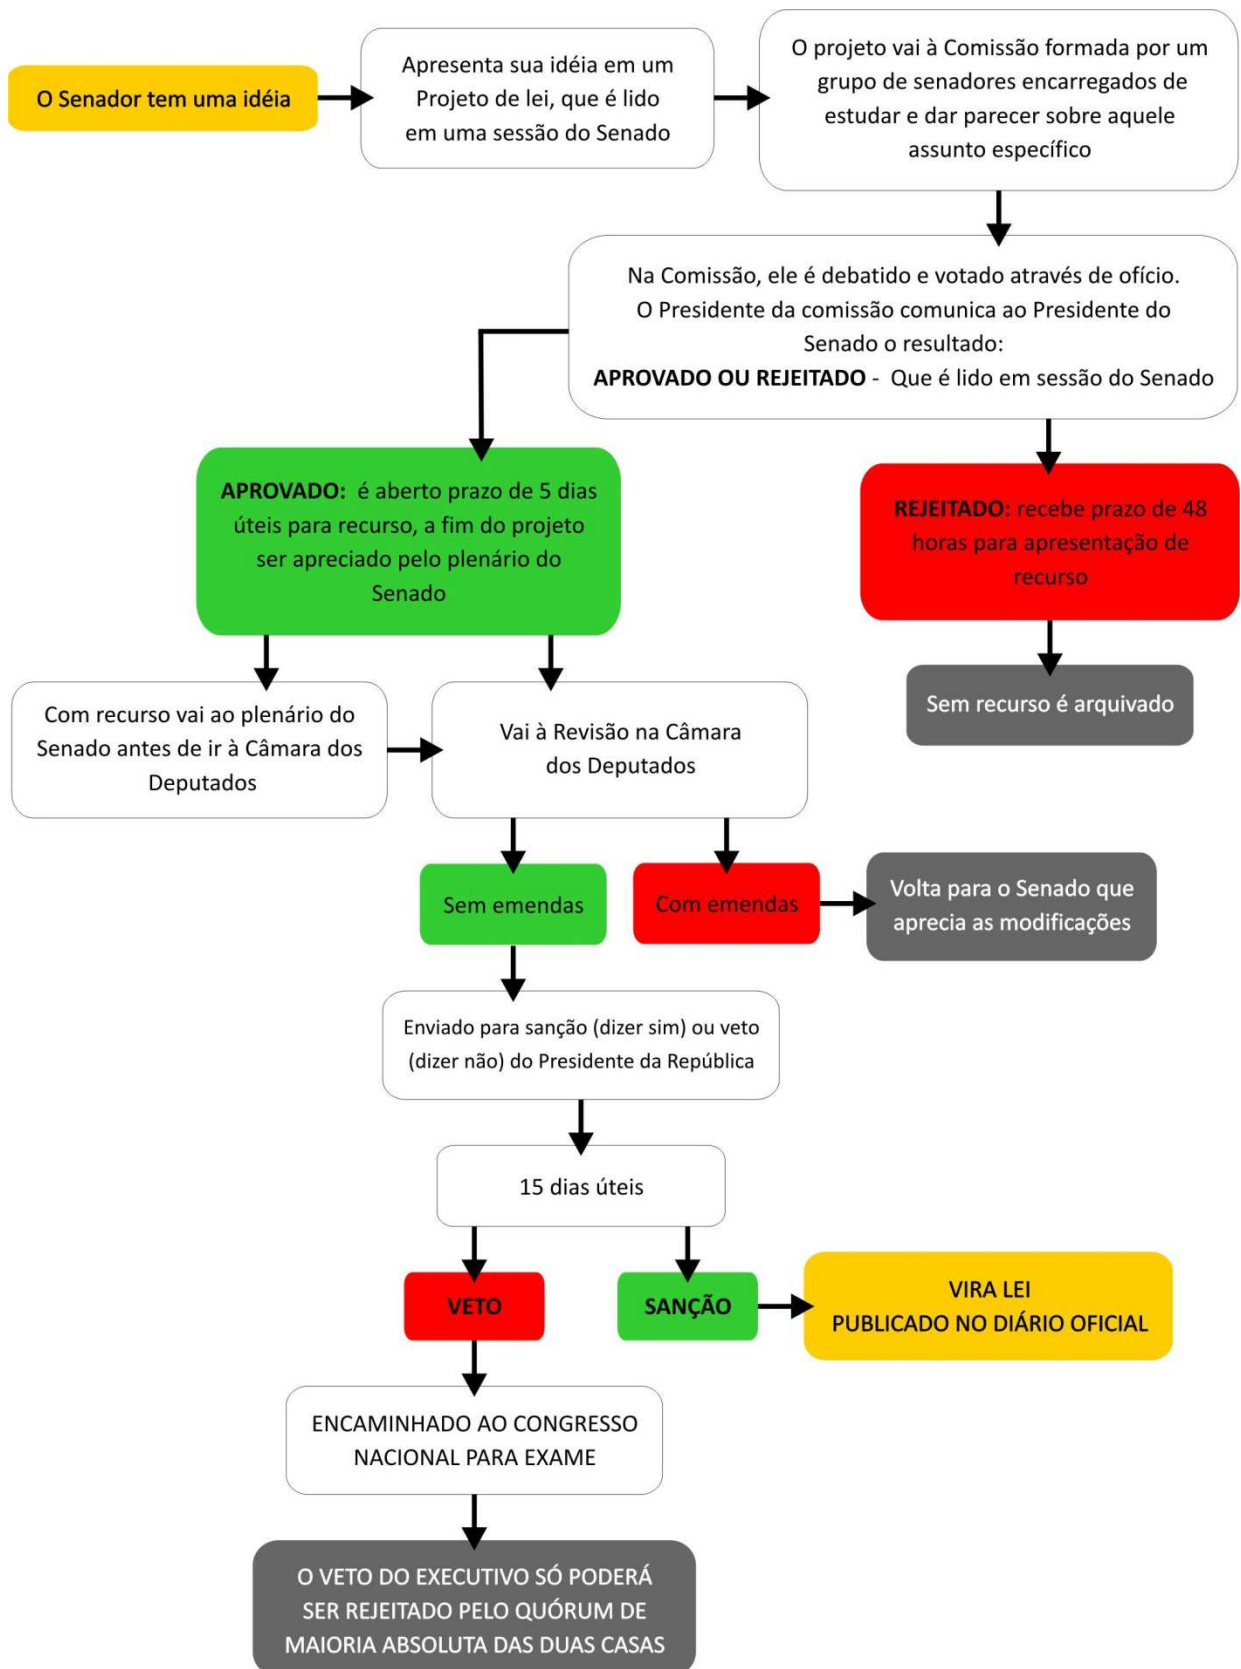 O Senador tem uma idéia
Apresenta sua idéia em um
Projeto de lei, que é lido
em uma sessão do Senado
O projeto vai à Comissão formada por um
grupo de senadores encarregados de
estudar e dar parecer sobre aquele
assunto específico
Na Comissão, ele é debatido e votado através de ofício.
O Presidente da comissão comunica ao Presidente do
Senado o resultado:
APROVADO OU REJEITADO - Que é lido em sessão do Senado
APROVADO: é aberto prazo de 5 dias
úteis para recurso, a fim do projeto
ser apreciado pelo plenário do
Senado
REJEITADO: recebe prazo de 48
horas para apresentação de
recurso
Sem recurso é arquivado
Com recurso vai ao plenário do
Senado antes de ir à Câmara dos
Deputados
Vai à Revisão na Câmara
dos Deputados
Sem emendas
Com emendas
Volta para o Senado que
aprecia as modificações
Enviado para sanção (dizer sim) ou veto
(dizer não) do Presidente da República
15 dias úteis
VETO
SANÇÃO
VIRA LEI
PUBLICADO NO DIÁRIO OFICIAL
ENCAMINHADO AO CONGRESSO
NACIONAL PARA EXAME
O VETO DO EXECUTIVO SÓ PODERÁ
SER REJEITADO PELO QUÓRUM DE
MAIORIA ABSOLUTA DAS DUAS CASAS